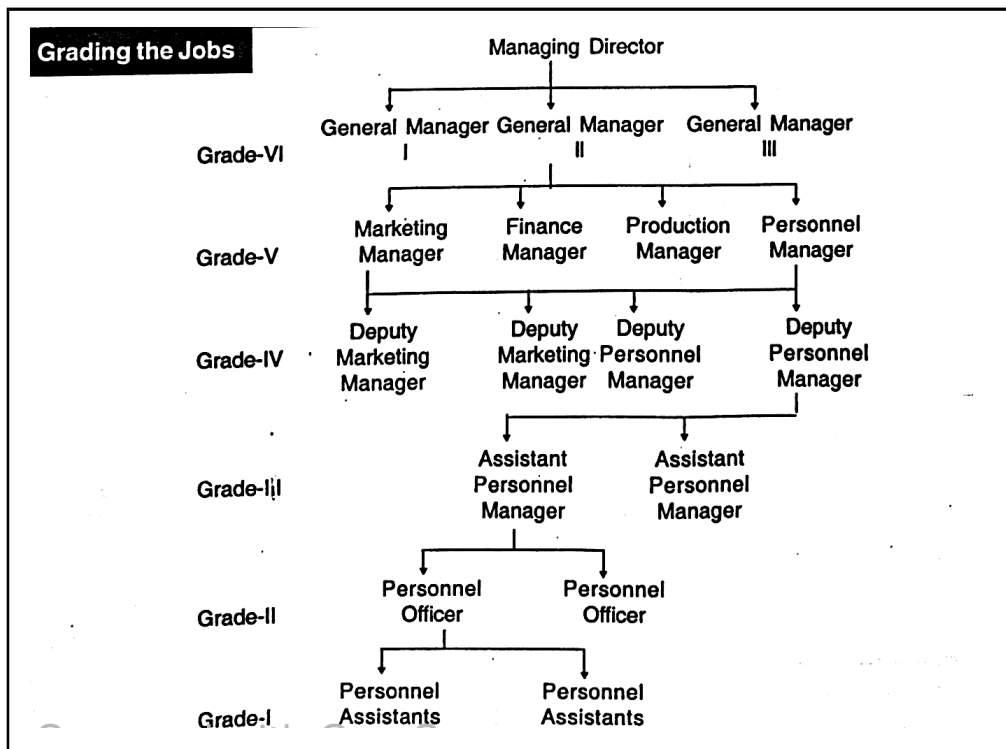 Grading the Jobs
Managing Director
General Manager General Manager General Manager
Grade-VI I II III
Marketing Finance Production Personnel
Grade-V Manager Manager Manager Manager
Deputy Deputy Deputy Deputy
Grade-IV Marketing Marketing Personnel Personnel
Manager Manager Manager Manager
Assistant Assistant
Grade-III Personnel Personnel
Manager Manager
Personnel Personnel
Grade-II Officer Officer
Personnel Personnel
Grade-I Assistants Assistants